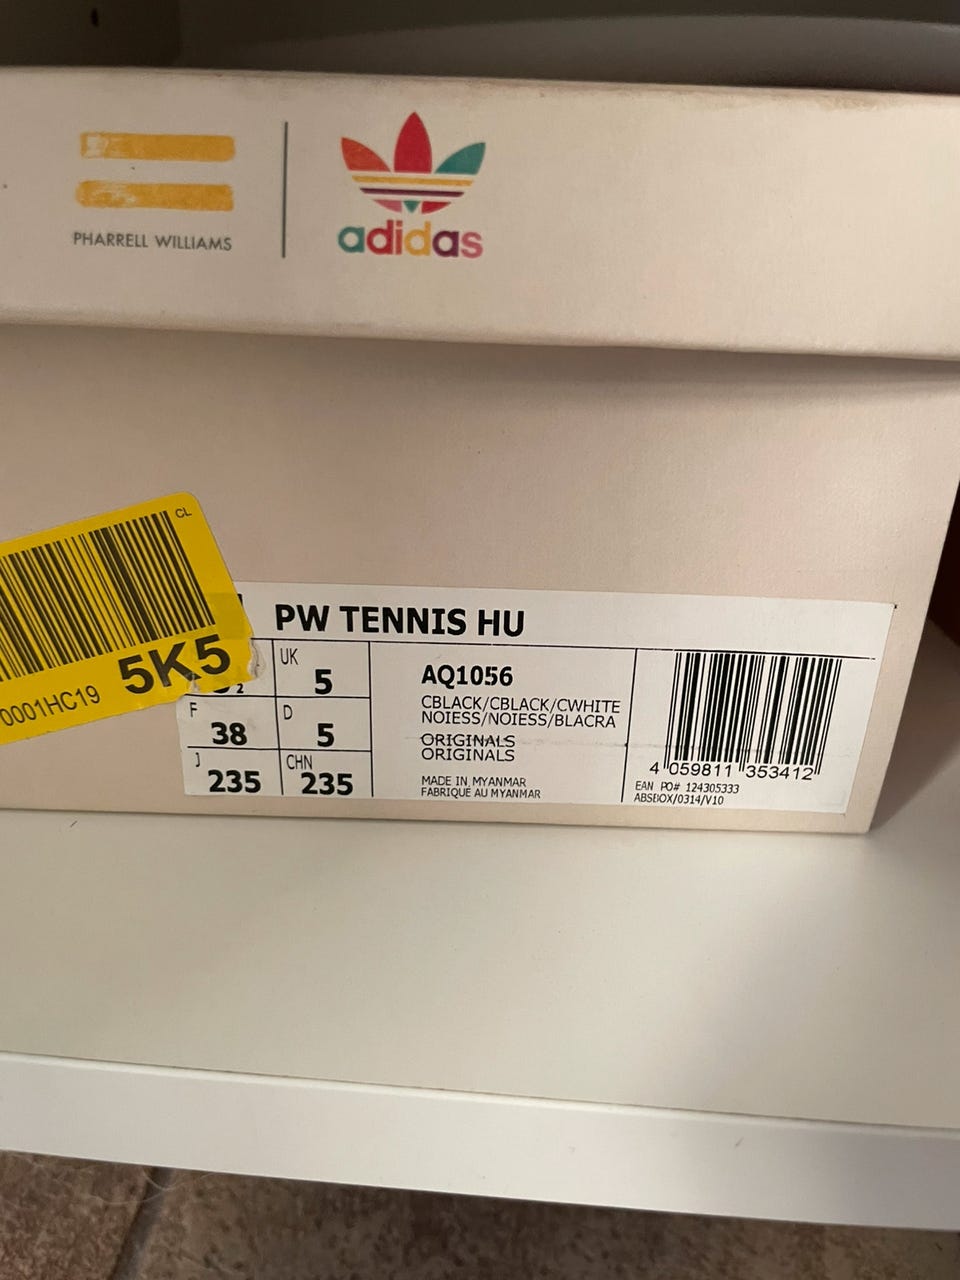 PHARRELL WILLIAMS
adidas
CL
5K5
0001HC19
PW TENNIS HU
UK
5
F
38
D
5
J
235
CHN
235
AQ1056
CBLACK/CBLACK/CWHITE
NOIESS/NOIESS/BLACRA
ORIGINALS
ORIGINALS
MADE IN MYANMAR
FABRIQUÉ AU MYANMAR
4 059811 353412
EAN PO# 124305333
ABSBOX/0314/V10